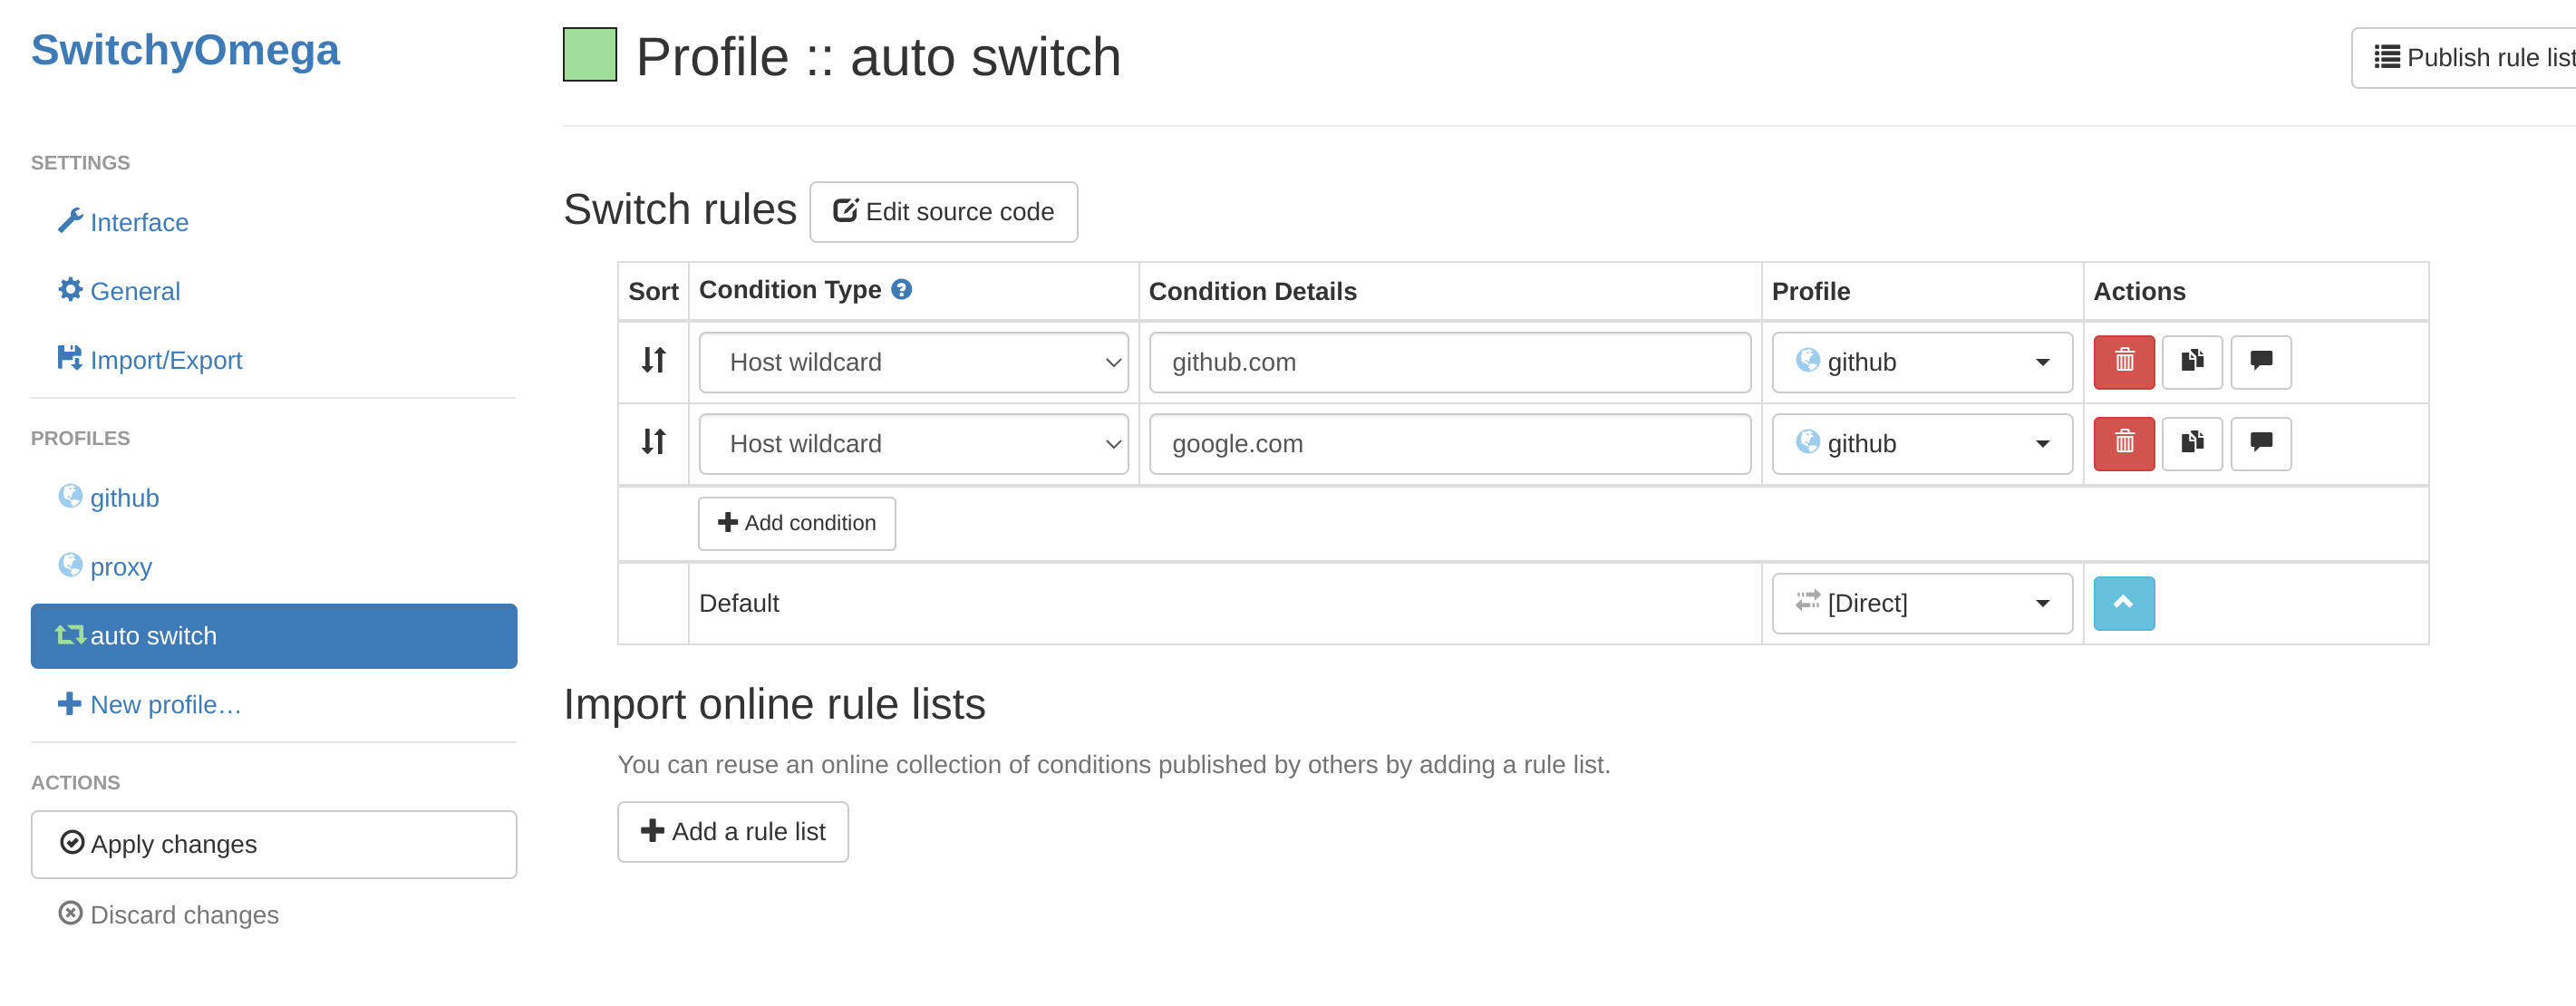 SwitchyOmega
SETTINGS
Interface
General
Import/Export
PROFILES
github
proxy
auto switch
New profile…
ACTIONS
Apply changes
Discard changes
Profile :: auto switch
Publish rule list
Switch rules
Edit source code
Sort Condition Type Condition Details Profile Actions
Host wildcard github.com github
Host wildcard google.com github
Add condition
Default [Direct]
Import online rule lists
You can reuse an online collection of conditions published by others by adding a rule list.
Add a rule list